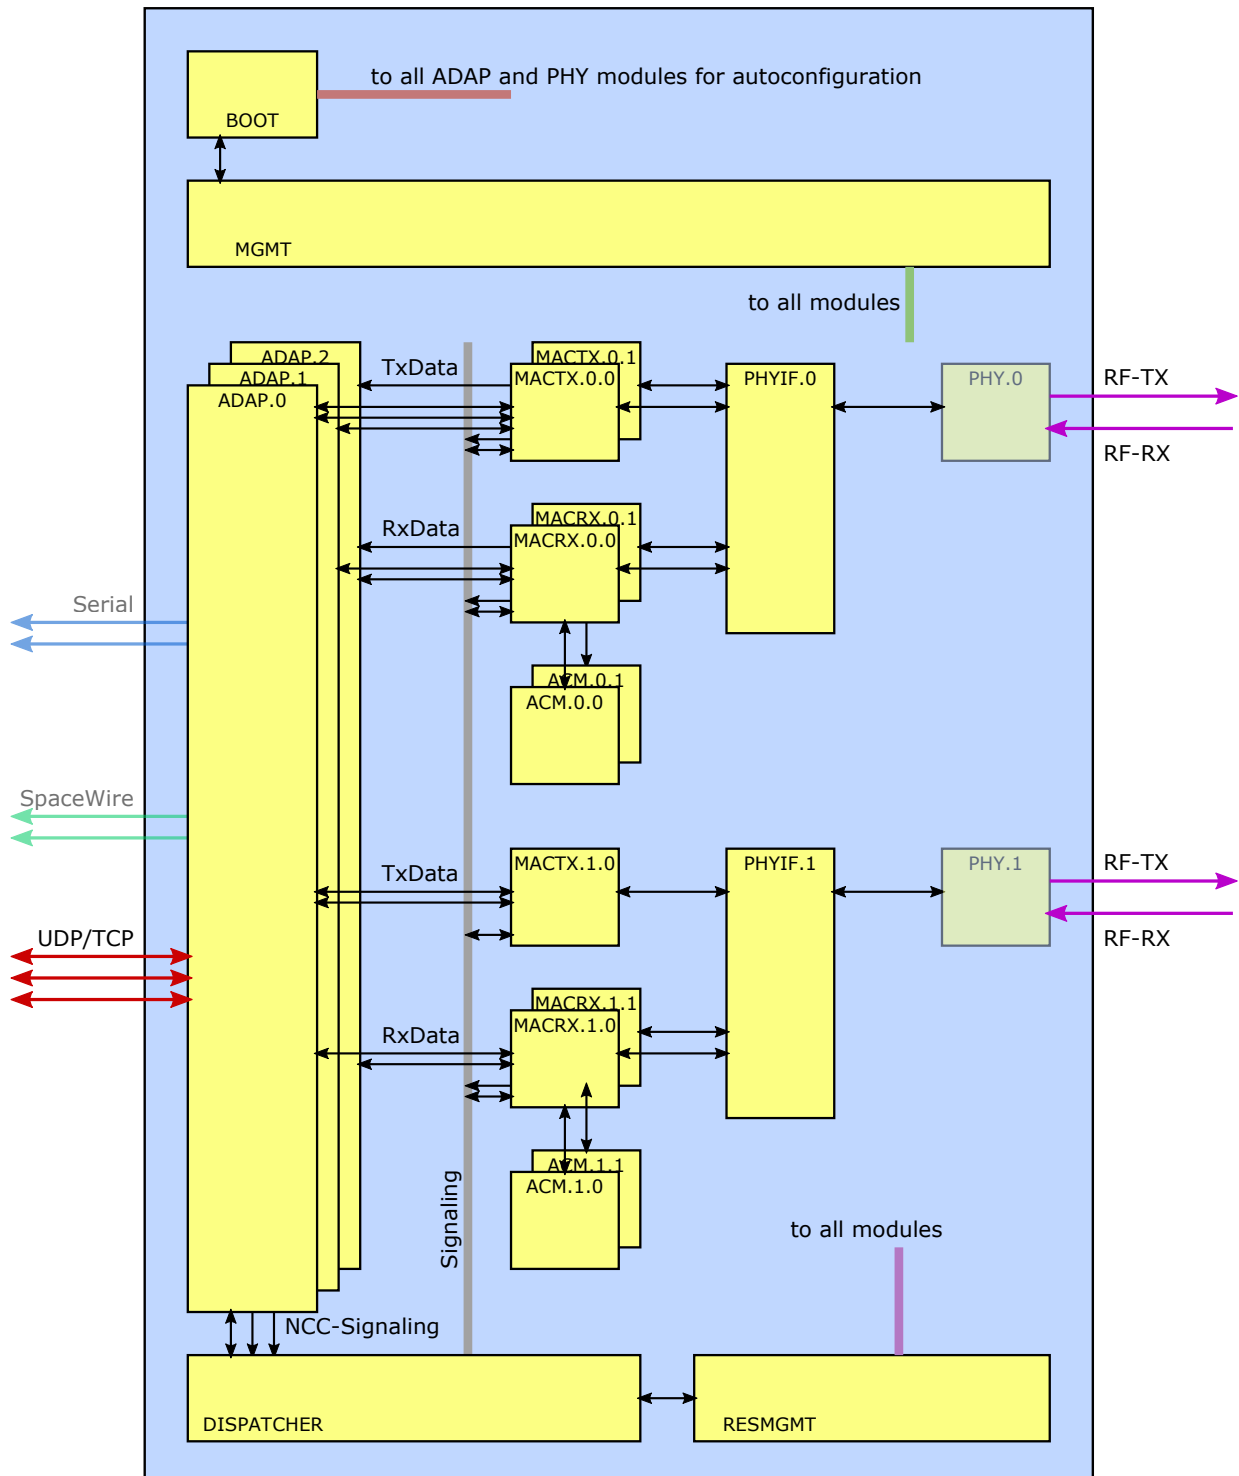 to all ADAP and PHY modules for autoconfiguration
BOOT
MGMT
to all modules
ADAP.2
ADAP.1
ADAP.0
TxData
MACTX.0.1
MACTX.0.0
PHYIF.0
PHY.0
RF-TX
RF-RX
RxData
MACRX.0.1
MACRX.0.0
Serial
ACM.0.1
ACM.0.0
SpaceWire
TxData
MACTX.1.0
PHYIF.1
PHY.1
RF-TX
RF-RX
UDP/TCP
RxData
MACRX.1.1
MACRX.1.0
ACM.1.1
ACM.1.0
Signaling
to all modules
NCC-Signaling
DISPATCHER
RESMGMT